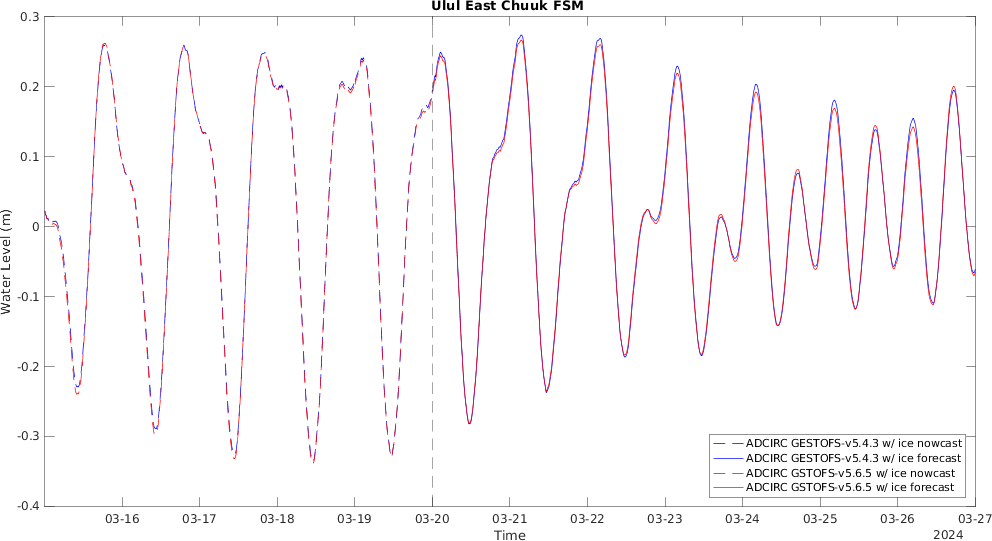 Ulul East Chuuk FSM
0.3
0.2
0.1
0
-0.1
-0.2
-0.3
-0.4
Water Level (m)
ADCIRC GESTOFS-v5.4.3 w/ ice nowcast
ADCIRC GESTOFS-v5.4.3 w/ ice forecast
ADCIRC GSTOFS-v5.6.5 w/ ice nowcast
ADCIRC GSTOFS-v5.6.5 w/ ice forecast
03-16 03-17 03-18 03-19 03-20 03-21 03-22 03-23 03-24 03-25 03-26 03-27
Time
2024